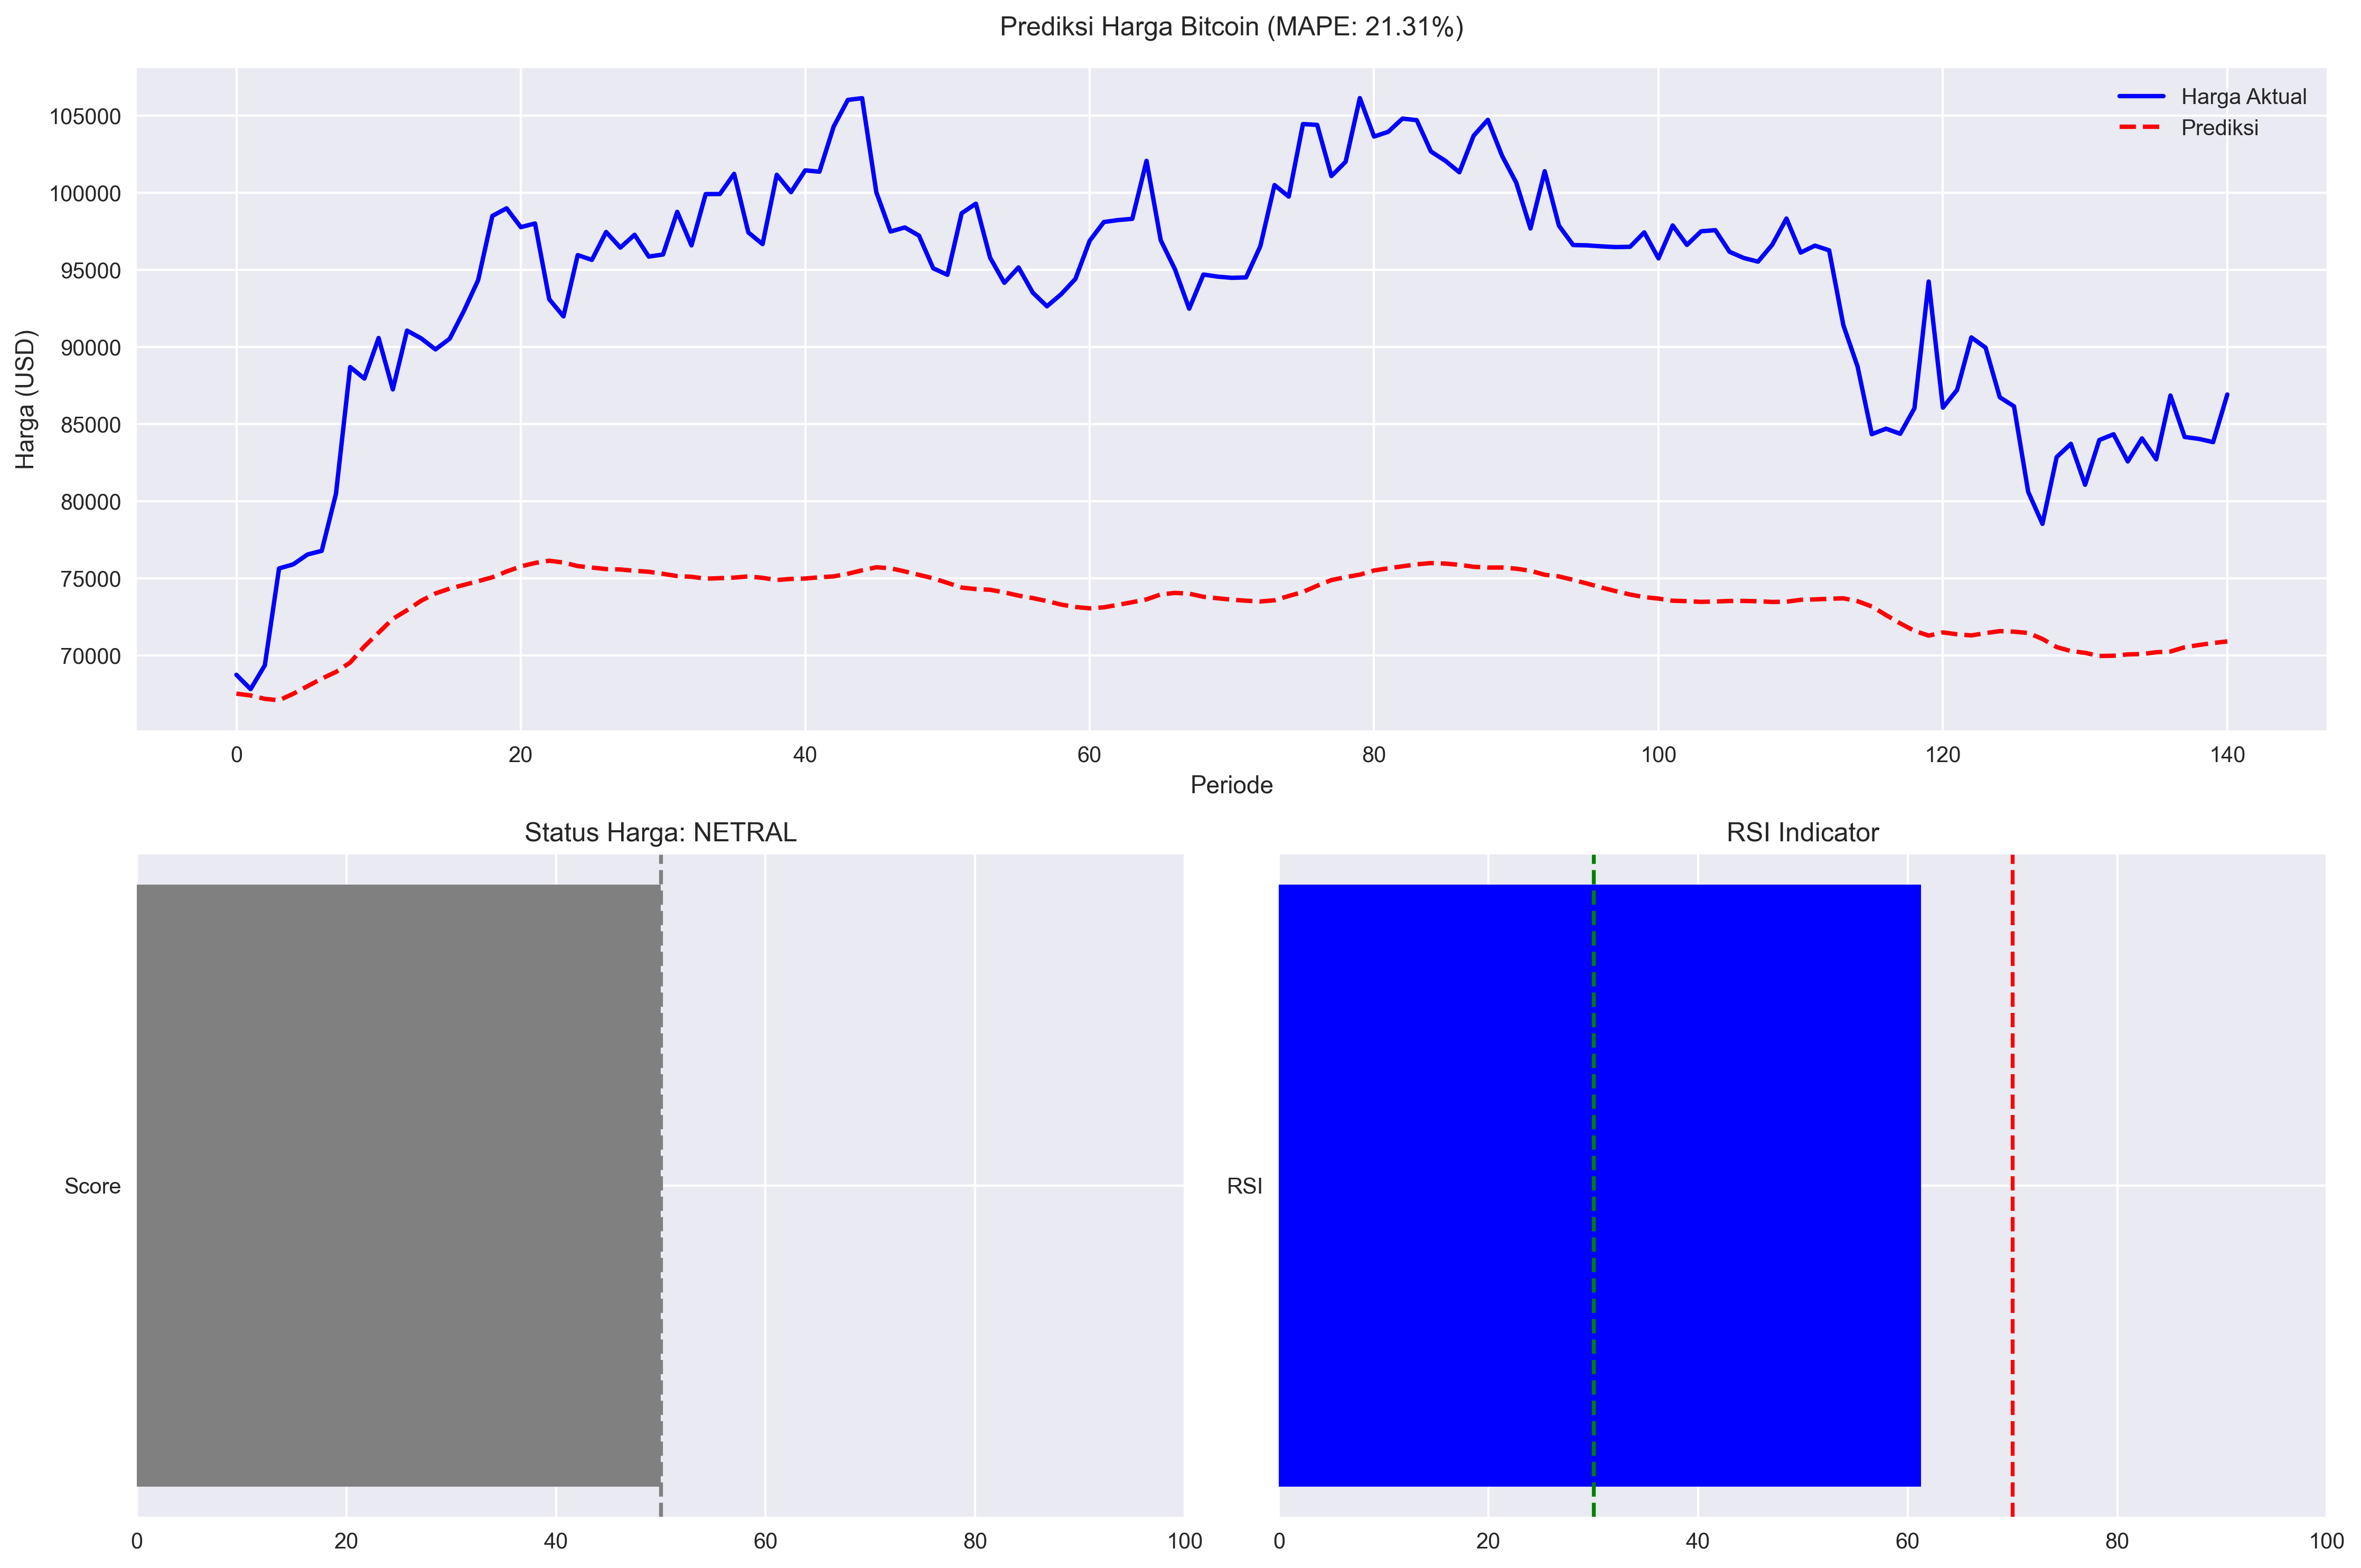 Prediksi Harga Bitcoin (MAPE: 21.31%)
Harga Aktual
Prediksi
Harga (USD)
105000
100000
95000
90000
85000
80000
75000
70000
0 20 40 60 80 100 120 140
Periode
Status Harga: NETRAL
Score
0 20 40 60 80 100
RSI Indicator
RSI
0 20 40 60 80 100